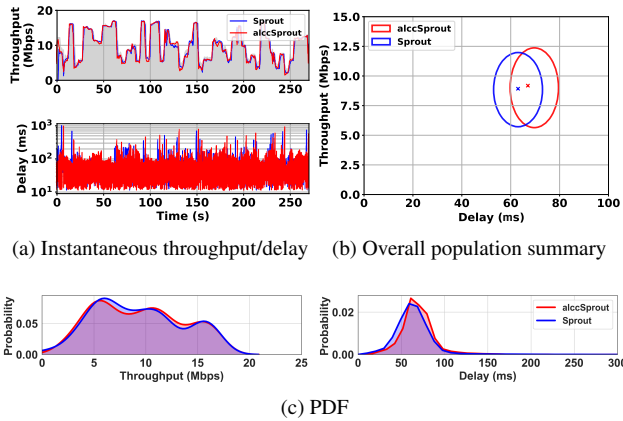 Throughput
(Mbps)
20
10
0
0 50 100 150 200 250
Sprout
alccSprout
Delay (ms)
10³
10²
10¹
0 50 100 150 200 250
Time (s)
(a) Instantaneous throughput/delay
Throughput (Mbps)
15.0
12.5
10.0
7.5
5.0
2.5
0.0
0 20 40 60 80 100
Delay (ms)
alccSprout
Sprout
(b) Overall population summary
Probability
0.05
0.00
0 5 10 15 20 25
Throughput (Mbps)
Probability
0.02
0.00
0 50 100 150 200 250 300
Delay (ms)
alccSprout
Sprout
(c) PDF